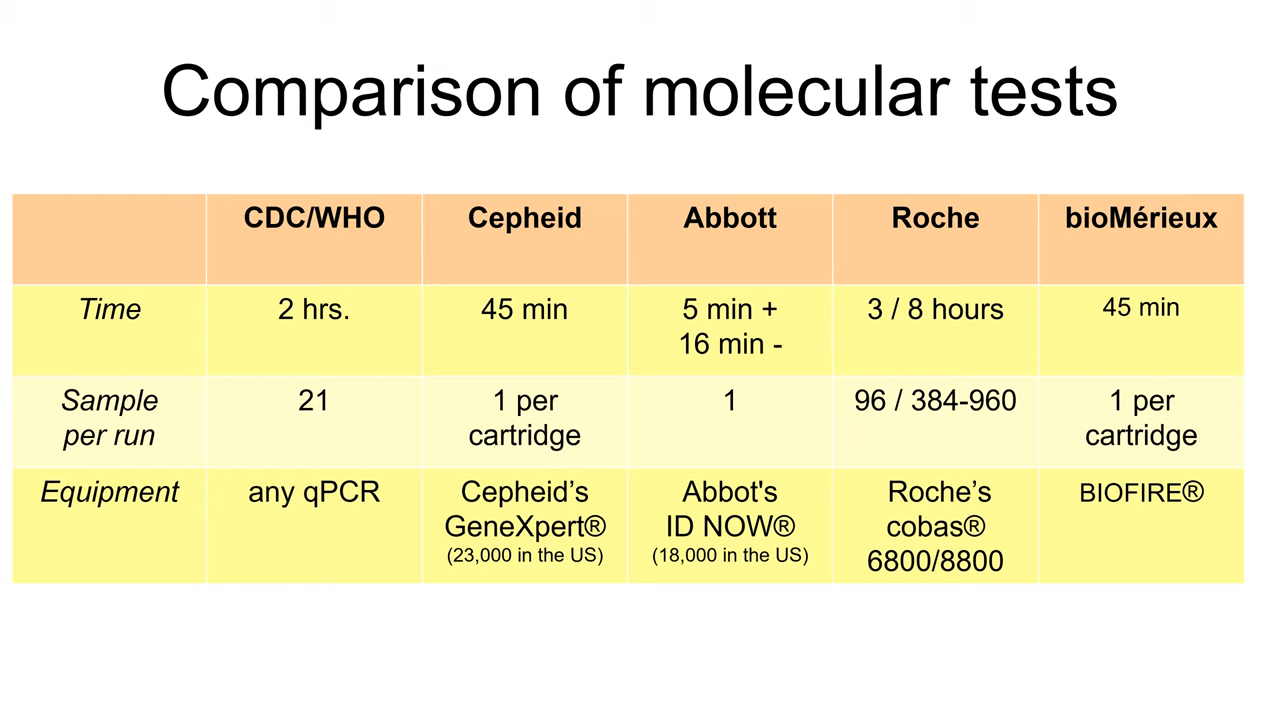 Comparison of molecular tests
CDC/WHO Cepheid Abbott Roche bioMérieux
Time 2 hrs. 45 min 5 min + 3 / 8 hours 45 min
16 min -
Sample 21 1 per 1 96 / 384-960 1 per
per run cartridge cartridge
Equipment any qPCR Cepheid’s Abbot's Roche’s BIOFIRE®
GeneXpert® ID NOW® cobas®
(23,000 in the US) (18,000 in the US) 6800/8800